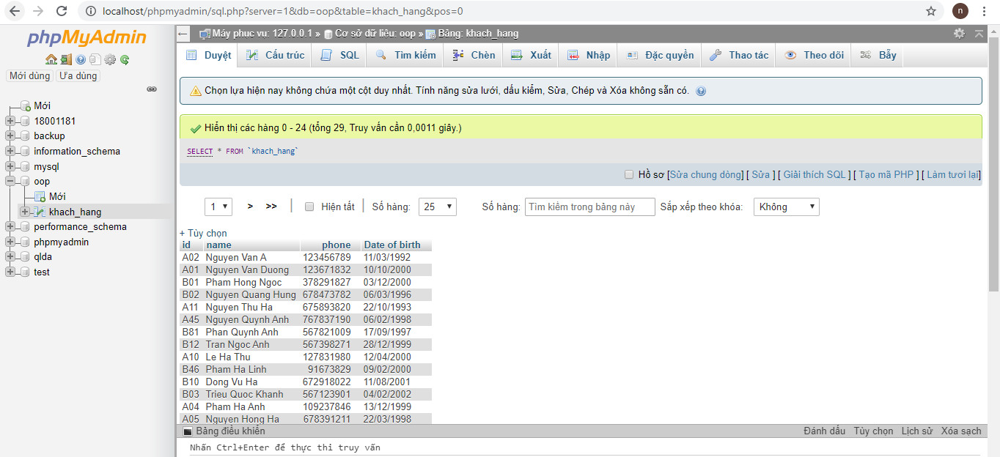 localhost/phpmyadmin/sql.php?server=1&db=oop&table=khach_hang&pos=0
n
phpMyAdmin
Mới dùng Ưa dùng
Mới
18001181
backup
information_schema
mysql
oop
Mới
khach_hang
performance_schema
phpmyadmin
qlda
test
Máy phục vụ: 127.0.0.1 » Cơ sở dữ liệu: oop » Bảng: khach_hang
Duyệt Cấu trúc SQL Tìm kiếm Chèn Xuất Nhập Đặc quyền Thao tác Theo dõi Bẫy
Chọn lựa hiện nay không chứa một cột duy nhất. Tính năng sửa lưới, dấu kiểm, Sửa, Chép và Xóa không sẵn có.
Hiển thị các hàng 0 - 24 (tổng 29, Truy vấn cần 0,0011 giây.)
SELECT * FROM `khach_hang`
Hồ sơ [Sửa chung dòng] [ Sửa ] [ Giải thích SQL ] [ Tạo mã PHP ] [ Làm tươi lại]
1 > >> | Hiện tất | Số hàng: 25 Số hàng: Tìm kiếm trong bảng này Sắp xếp theo khóa: Không
+ Tùy chọn
id name phone Date of birth
A02 Nguyen Van A 123456789 11/03/1992
A01 Nguyen Van Duong 123671832 10/10/2000
B01 Pham Hong Ngoc 378291827 03/12/2000
B02 Nguyen Quang Hung 678473782 06/03/1996
A11 Nguyen Thu Ha 675893820 22/10/1993
A45 Nguyen Quynh Anh 767837190 06/02/1998
B81 Phan Quynh Anh 567821009 17/09/1997
B12 Tran Ngoc Anh 567398271 28/12/1999
A10 Le Ha Thu 127831980 12/04/2000
B46 Pham Ha Linh 91673829 09/02/2000
B10 Dong Vu Ha 672918022 11/08/2001
B03 Trieu Quoc Khanh 567123901 04/02/2002
A04 Pham Ha Anh 109237846 13/12/1999
A05 Nguyen Hong Ha 678391211 22/03/1998
Bảng điều khiển Đánh dấu Tùy chọn Lịch sử Xóa sạch
Nhấn Ctrl+Enter để thực thi truy vấn